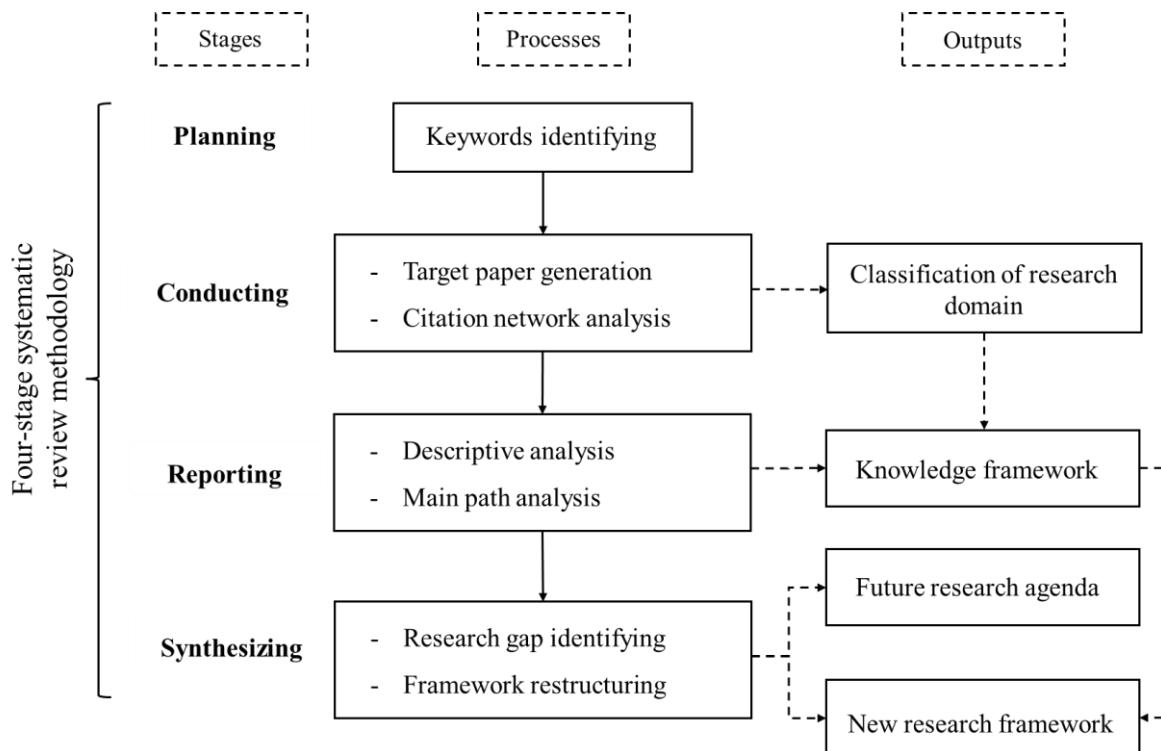 Stages
Processes
Outputs
Four-stage systematic
review methodology
Planning
Keywords identifying
Conducting
- Target paper generation
- Citation network analysis
Classification of research
domain
Reporting
- Descriptive analysis
- Main path analysis
Knowledge framework
Synthesizing
- Research gap identifying
- Framework restructuring
Future research agenda
New research framework